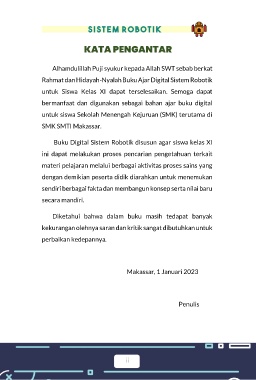 SISTEM ROBOTIK
KATA PENGANTAR
Alhamdulillah Puji syukur kepada Allah SWT sebab berkat
Rahmat dan Hidayah-Nyalah Buku Ajar Digital Sistem Robotik
untuk Siswa Kelas XI dapat terselesaikan. Semoga dapat
bermanfaat dan digunakan sebagai bahan ajar buku digital
untuk siswa Sekolah Menengah Kejuruan (SMK) terutama di
SMK SMTI Makassar.
Buku Digital Sistem Robotik disusun agar siswa kelas XI
ini dapat melakukan proses pencarian pengetahuan terkait
materi pelajaran melalui berbagai aktivitas proses sains yang
dengan demikian peserta didik diarahkan untuk menemukan
sendiri berbagai fakta dan membangun konsep serta nilai baru
secara mandiri.
Diketahui bahwa dalam buku masih tedapat banyak
kekurangan olehnya saran dan kritik sangat dibutuhkan untuk
perbaikan kedepannya.
Makassar, 1 Januari 2023
Penulis